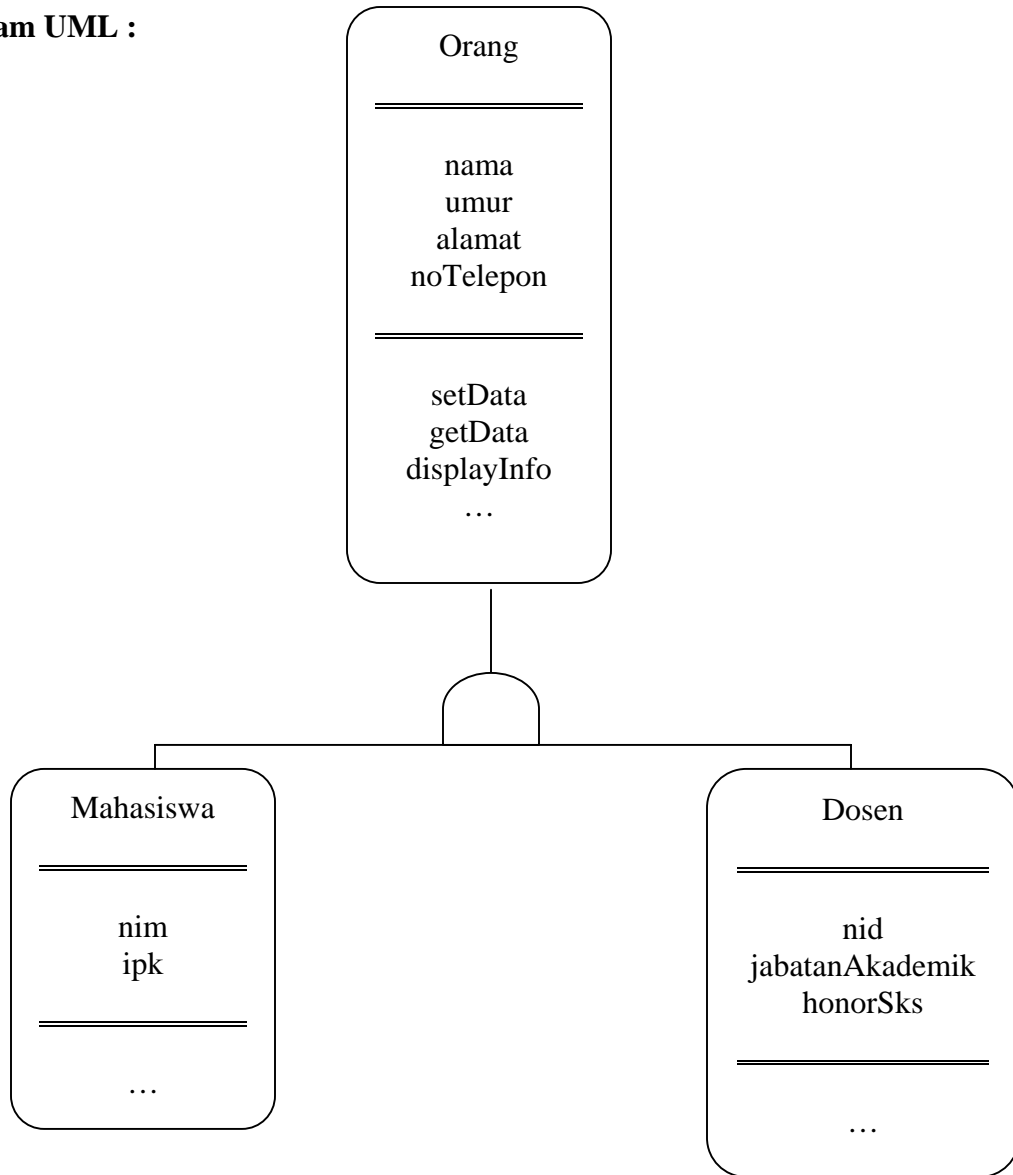 am UML :
Orang
nama
umur
alamat
noTelepon
setData
getData
displayInfo
…
Mahasiswa
nim
ipk
…
Dosen
nid
jabatanAkademik
honorSks
…